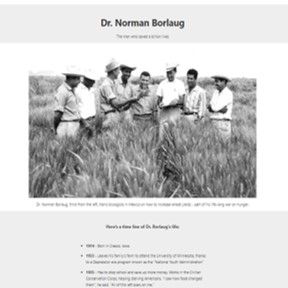 Dr. Norman Borlaug
The man who saved a billion lives
Dr. Norman Borlaug, third from the left, trains biologists in Mexico on how to increase wheat yields - part of his life-long war on hunger.
Here's a time line of Dr. Borlaug's life:
1914 - Born in Cresco, Iowa
1933 - Leaves his family's farm to attend the University of Minnesota, thanks
to a Depression era program known as the "National Youth Administration"
1935 - Has to stop school and save up more money. Works in the Civilian
Conservation Corps, helping starving Americans. "I saw how food changed
them", he said. "All of this left scars on me."